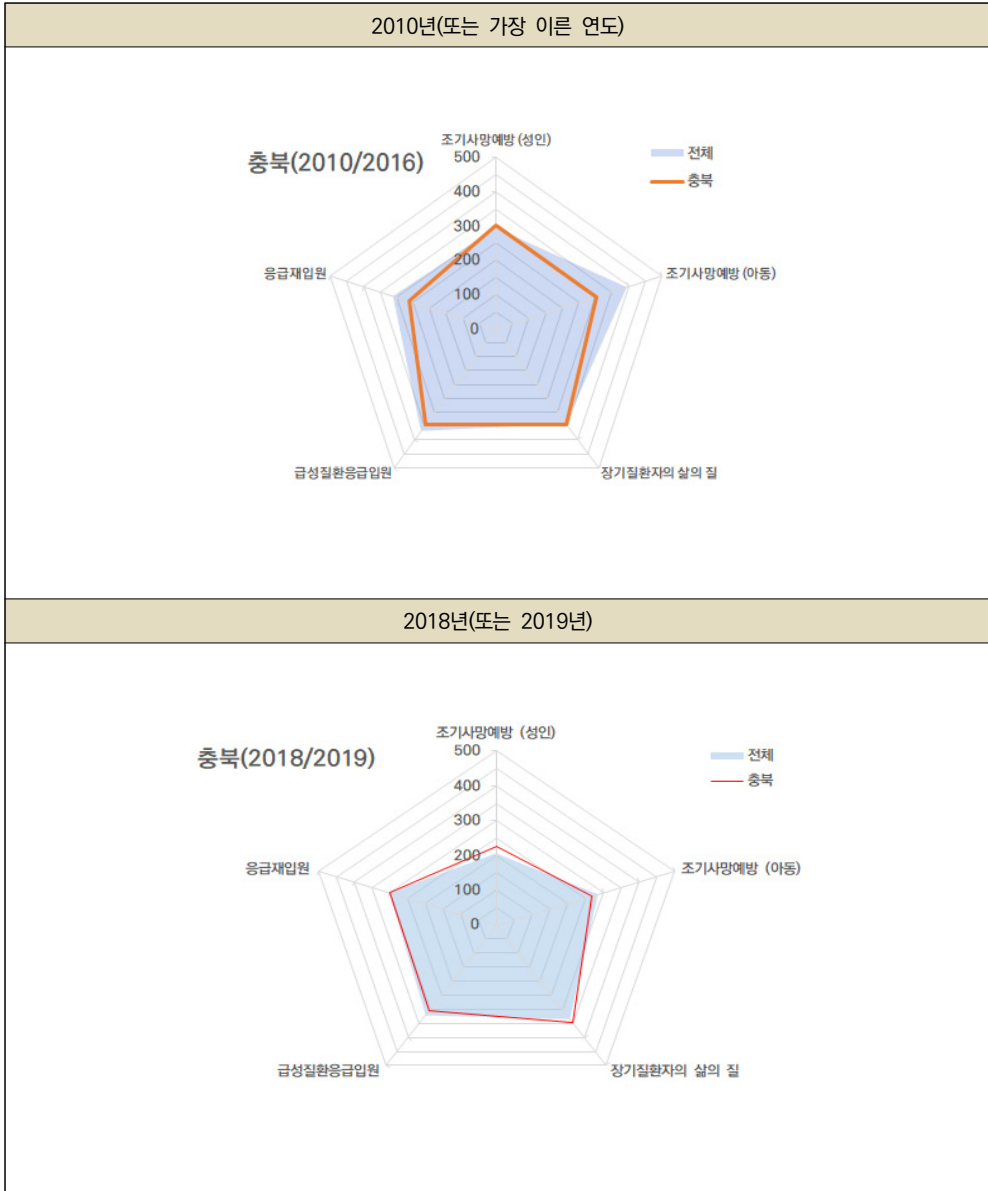 2010년(또는 가장 이른 연도)
충북(2010/2016)
조기사망예방 (성인)
500
400
300
200
100
0
전체
충북
응급재입원
조기사망예방 (아동)
급성질환응급입원
장기질환자의 삶의 질
2018년(또는 2019년)
충북(2018/2019)
조기사망예방 (성인)
500
400
300
200
100
0
전체
충북
응급재입원
조기사망예방 (아동)
급성질환응급입원
장기질환자의 삶의 질